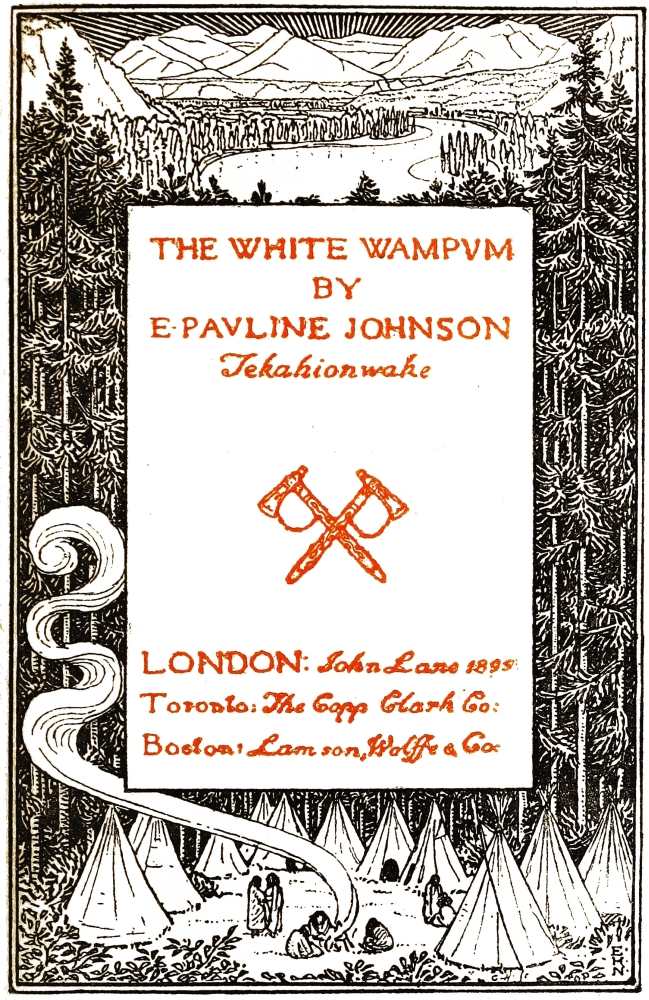 THE WHITE WAMPVM
BY
E·PAVLINE JOHNSON
Tekahionwake
LONDON: John Lane 1895
Toronto: The Copp Clark Co:
Boston: Lamson, Wolffe & Co.